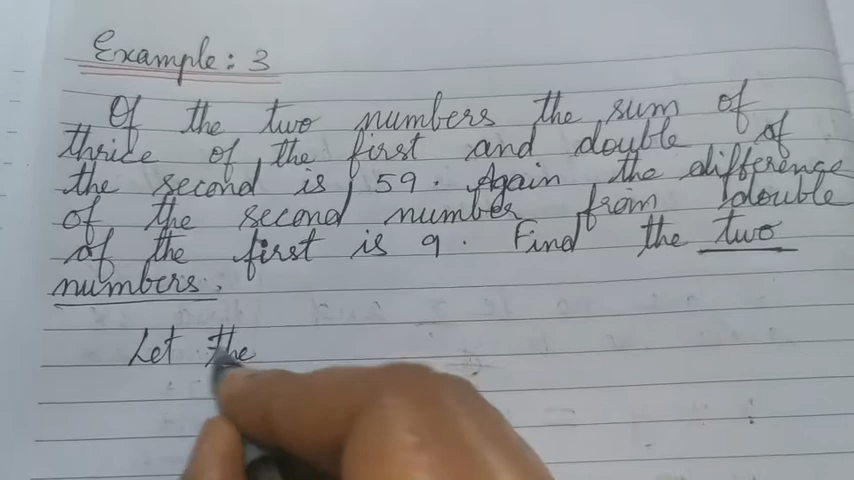 Example: 3
Of the two numbers the sum of
thrice of the first and double of
the second is 59. Again the difference
of the second number from double
of the first is 9. Find the two
numbers.
Let the